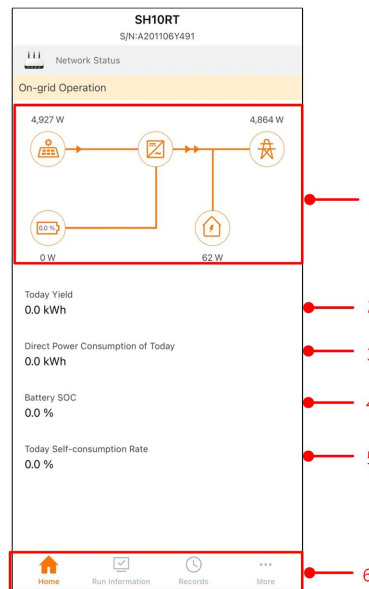 SH10RT
S/N:A201106Y491
Network Status
On-grid Operation
4,927 W
4,864 W
0.0 %
0 W
62 W
Today Yield
0.0 kWh
Direct Power Consumption of Today
0.0 kWh
Battery SOC
0.0 %
Today Self-consumption Rate
0.0 %
Home
Run Information
Records
More
6